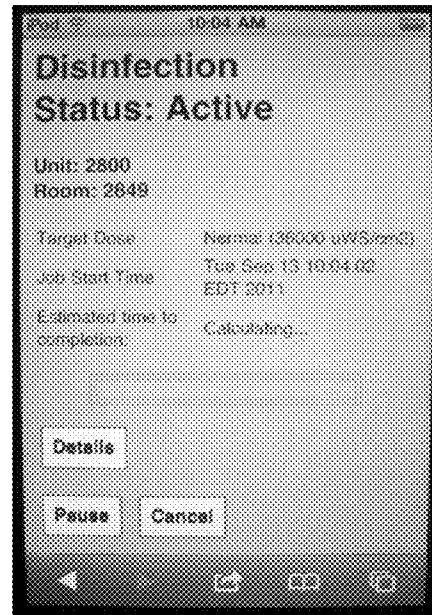 iPod 10:04 AM
Disinfection
Status: Active
Unit: 2800
Room: 2849
Target Dose Normal (36000 uWS/cm2)
Job Start Time Tue Sep 13 10:04:02
EDT 2011
Estimated time to
completion: Calculating...
Details
Pause Cancel